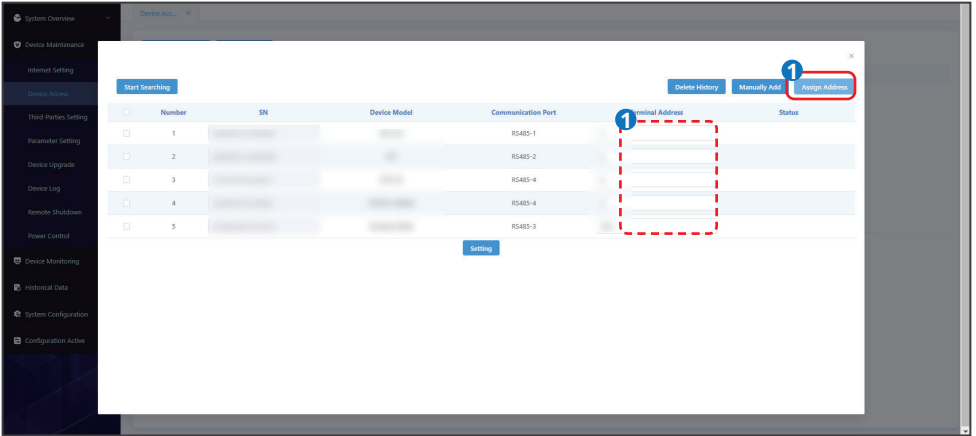 System Overview
Device Acc...
Device Maintenance
Internet Setting
Device Access
Third-Parties Setting
Parameter Setting
Device Upgrade
Device Log
Remote Shutdown
Power Control
Device Monitoring
Historical Data
System Configuration
Configuration Active
1
Start Searching
Delete History
Manually Add
Assign Address
1
Number SN Device Model Communication Port Terminal Address Status
1 RS485-1
2 RS485-2
3 RS485-4
4 RS485-4
5 RS485-3
Setting